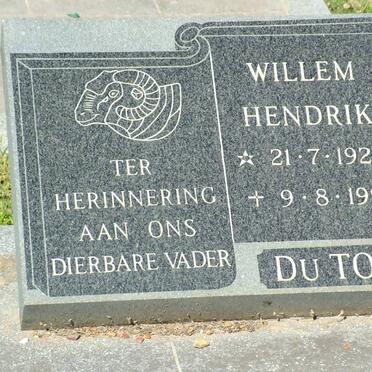 TER
HERINNERING
AAN ONS
DIERBARE VADER
WILLEM
HENDRIK
☆ 21·7·192
✝ 9·8·19
DU TO